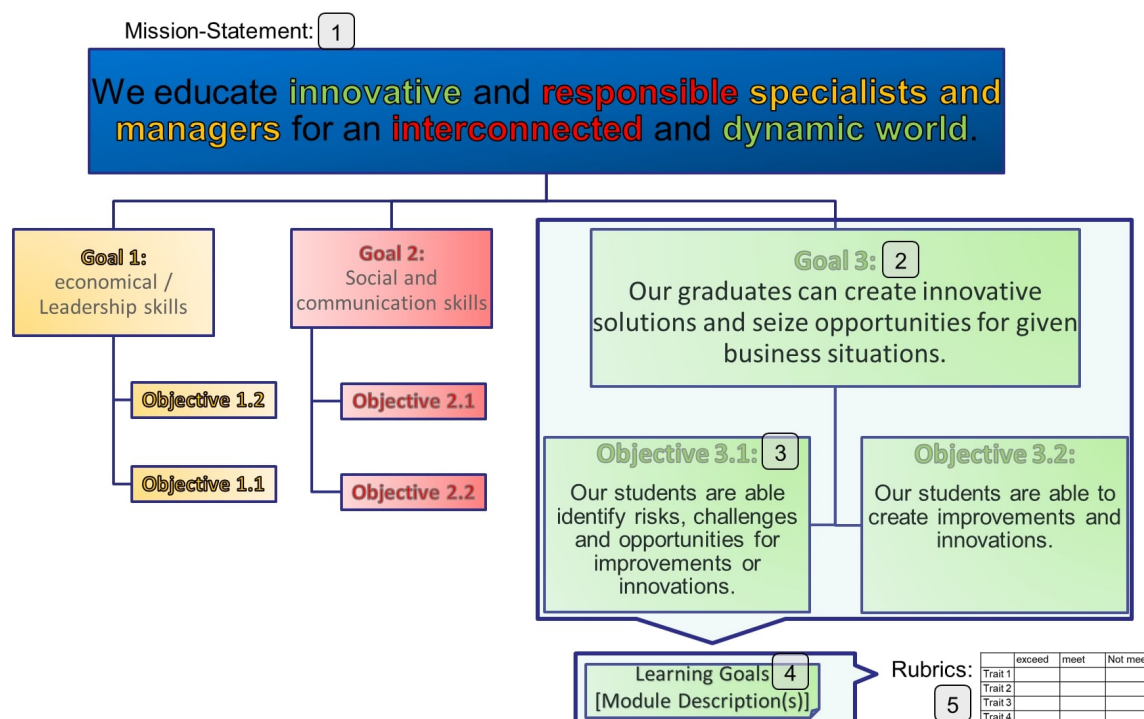 Mission-Statement: 1
We educate innovative and responsible specialists and
managers for an interconnected and dynamic world.
Goal 1:
economical /
Leadership skills
Objective 1.2
Objective 1.1
Goal 2:
Social and
communication skills
Objective 2.1
Objective 2.2
Goal 3: 2
Our graduates can create innovative
solutions and seize opportunities for given
business situations.
Objective 3.1: 3
Our students are able
identify risks, challenges
and opportunities for
improvements or
innovations.
Objective 3.2:
Our students are able to
create improvements and
innovations.
Learning Goals 4
[Module Description(s)]
Rubrics:
5
exceed meet Not mee
Trait 1
Trait 2
Trait 3
Trait 4